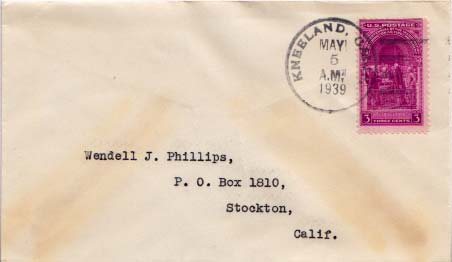 U.S. POSTAGE
KNEELAND, C
MAY
5
A.M.
1939
3 3
THREE CENTS
Wendell J. Phillips,
P. O. Box 1810,
Stockton,
Calif.